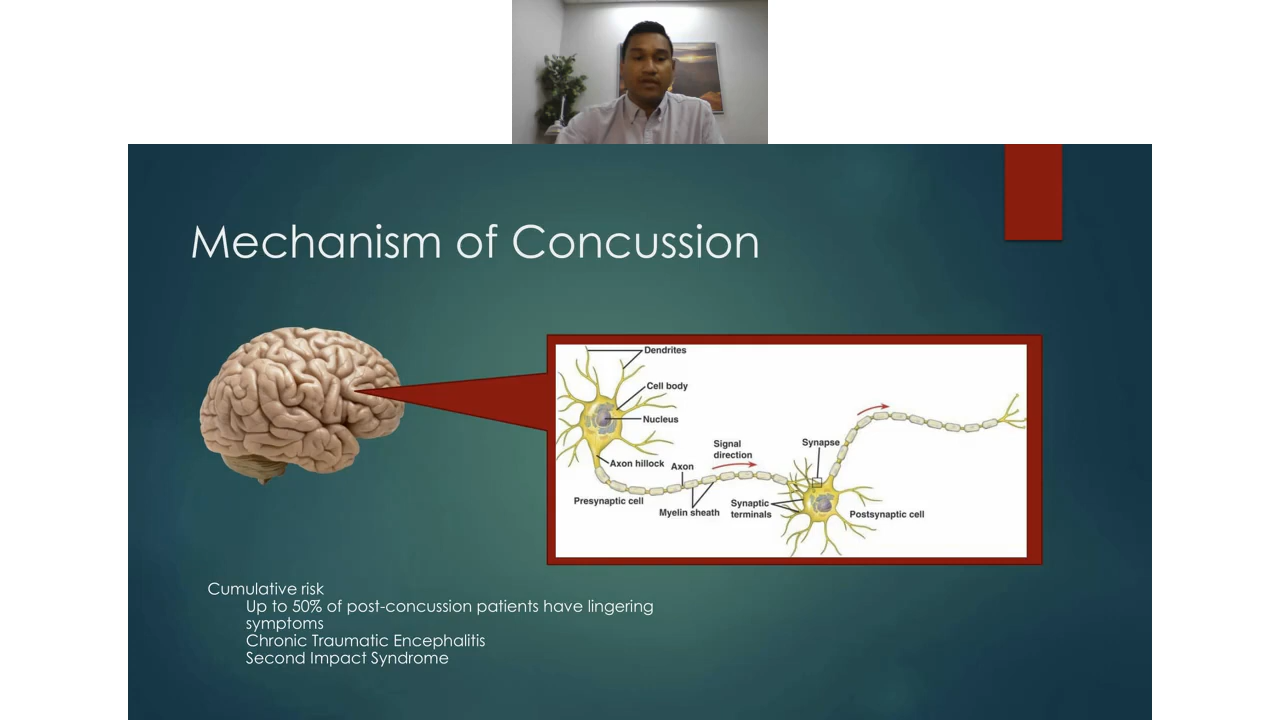 Mechanism of Concussion
Dendrites
Cell body
Nucleus
Axon hillock
Axon
Signal
direction
Synapse
Presynaptic cell
Myelin sheath
Synaptic
terminals
Postsynaptic cell
Cumulative risk
Up to 50% of post-concussion patients have lingering
symptoms
Chronic Traumatic Encephalitis
Second Impact Syndrome